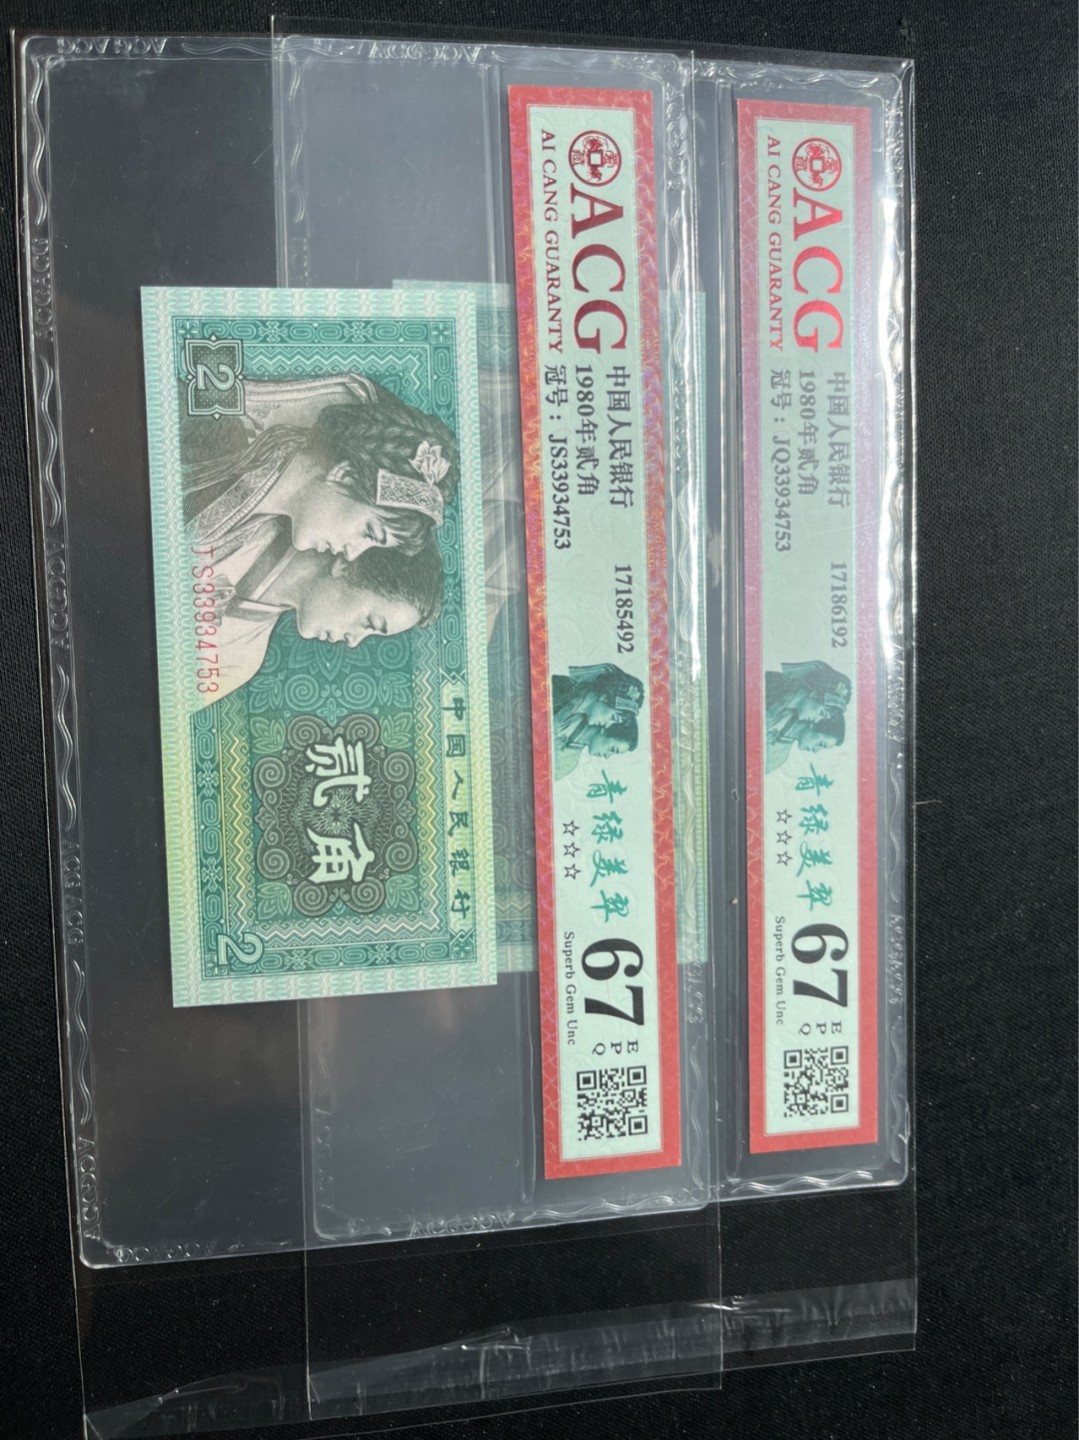 ACG
AI CANG GUARANTY
中国人民银行
1980年贰角
冠号：JQ33934753
17186192
青绿美翠
☆☆☆
67
EPQ
Superb Gem Unc
ACG
AI CANG GUARANTY
中国人民银行
1980年贰角
冠号：JS33934753
17185492
青绿美翠
☆☆☆
67
EPQ
Superb Gem Unc
中国人民银行
贰角
2
2
JS33934753